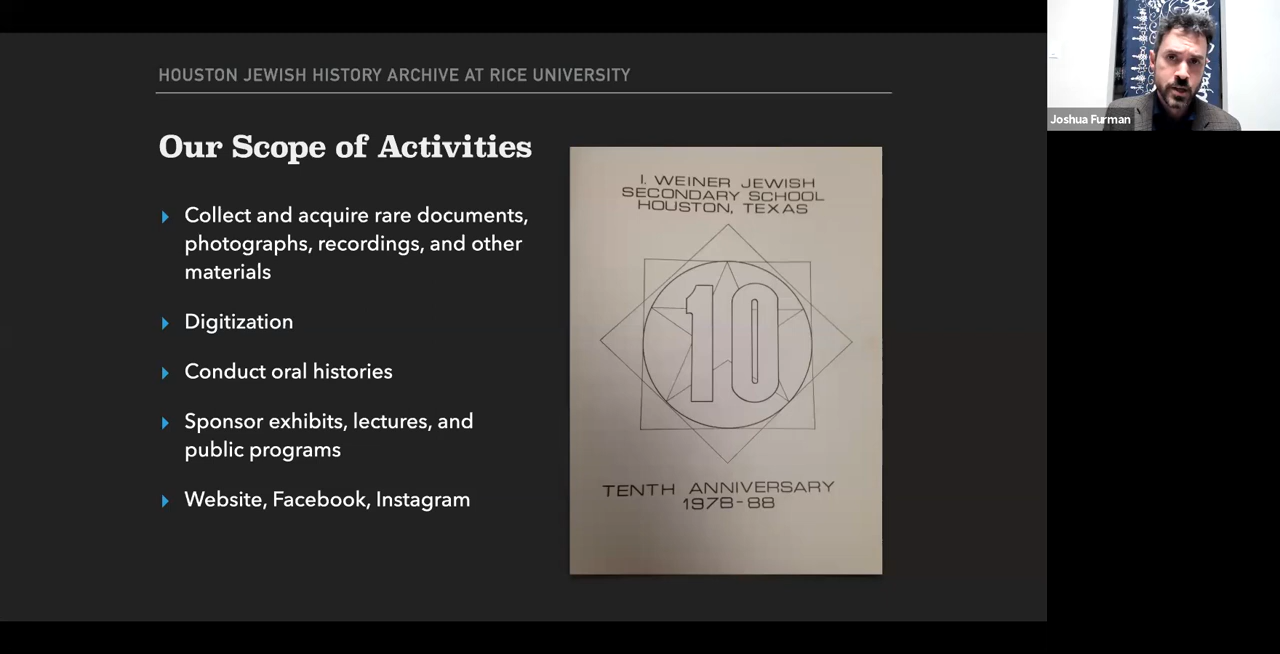 HOUSTON JEWISH HISTORY ARCHIVE AT RICE UNIVERSITY
Our Scope of Activities
Collect and acquire rare documents,
photographs, recordings, and other
materials
Digitization
Conduct oral histories
Sponsor exhibits, lectures, and
public programs
Website, Facebook, Instagram
I. WEINER JEWISH
SECONDARY SCHOOL
HOUSTON, TEXAS
10
TENTH ANNIVERSARY
1978-88
Joshua Furman